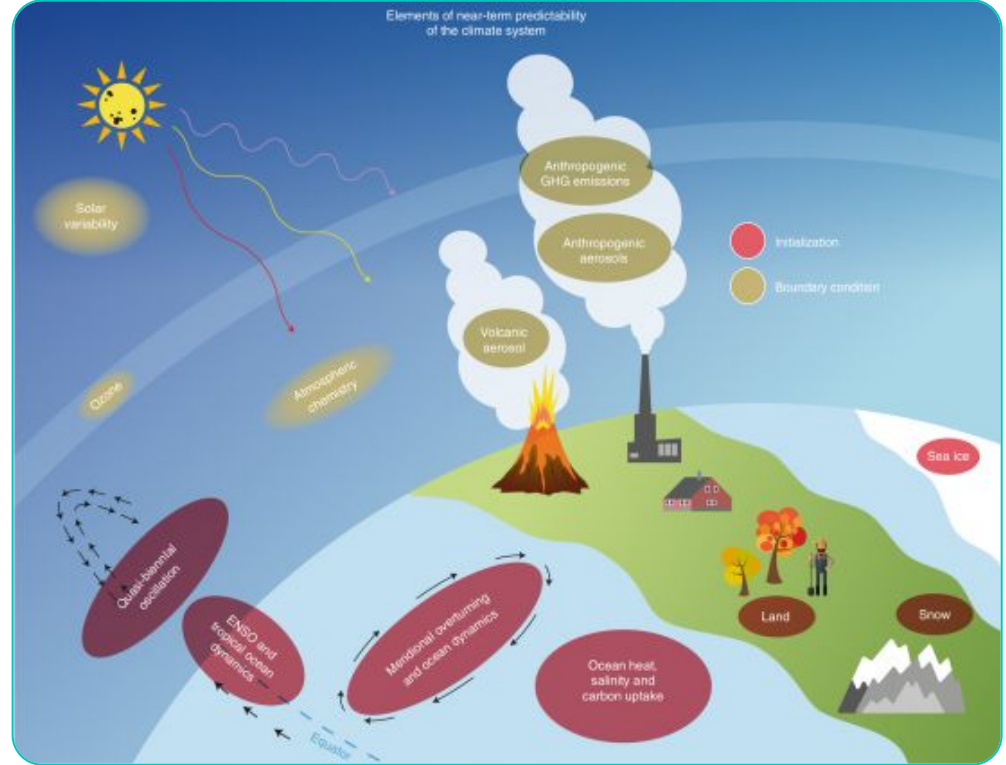 Elements of near-term predictability
of the climate system
Solar
variability
Anthropogenic
GHG emissions
Anthropogenic
aerosols
Initialization
Boundary condition
Volcanic
aerosol
Ozone
Atmospheric
chemistry
Sea ice
Quasi-biennial
oscillation
ENSO and
tropical ocean
dynamics
Meridional overturning
and ocean dynamics
Land
Snow
Ocean heat,
salinity and
carbon uptake
Equator